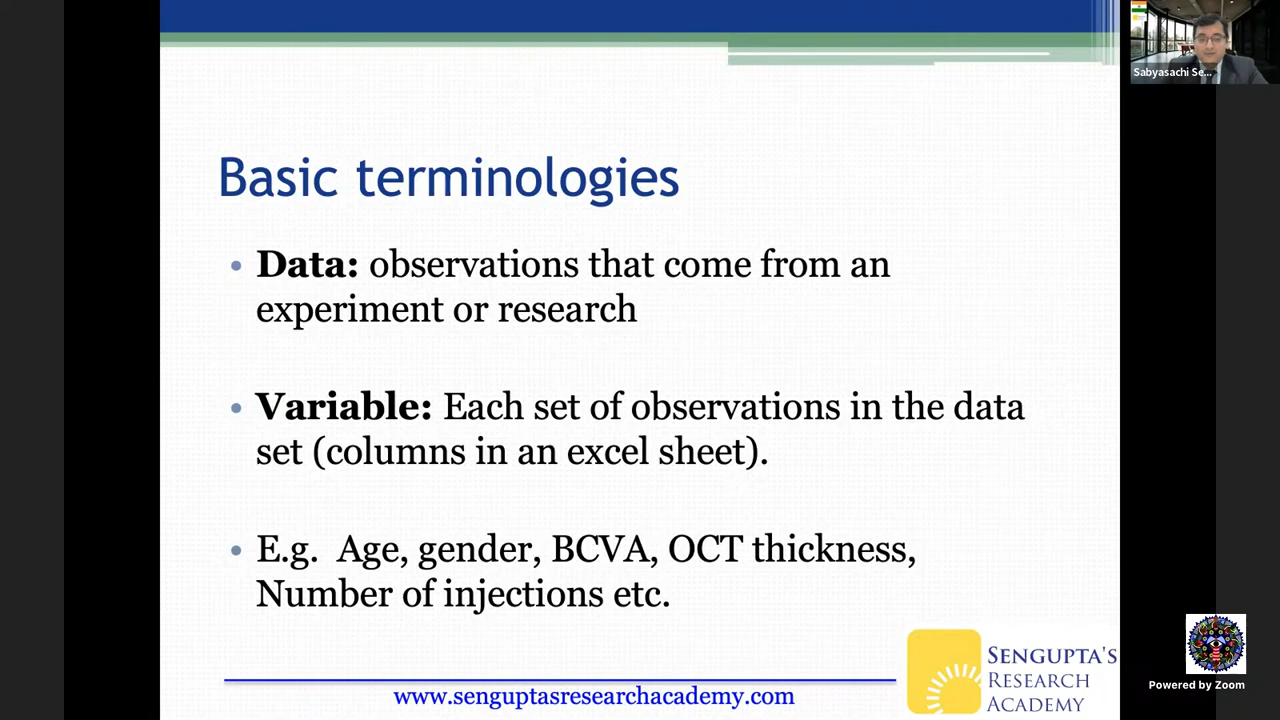 Sabyasachi Se...
Basic terminologies
• Data: observations that come from an
experiment or research
• Variable: Each set of observations in the data
set (columns in an excel sheet).
• E.g. Age, gender, BCVA, OCT thickness,
Number of injections etc.
SENGUPTA'S
RESEARCH
ACADEMY
www.senguptasresearchacademy.com
Powered by Zoom